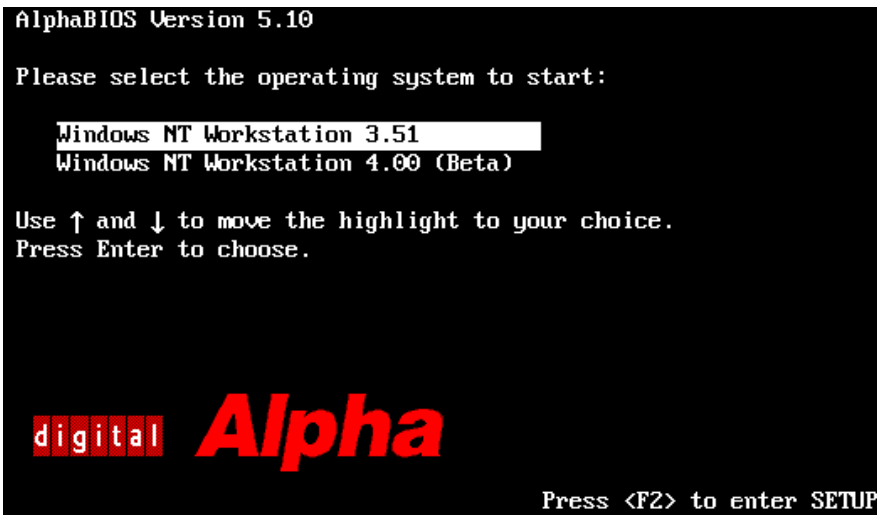 AlphaBIOS Version 5.10
Please select the operating system to start:
Windows NT Workstation 3.51
Windows NT Workstation 4.00 (Beta)
Use ↑ and ↓ to move the highlight to your choice.
Press Enter to choose.
digital Alpha
Press <F2> to enter SETUP